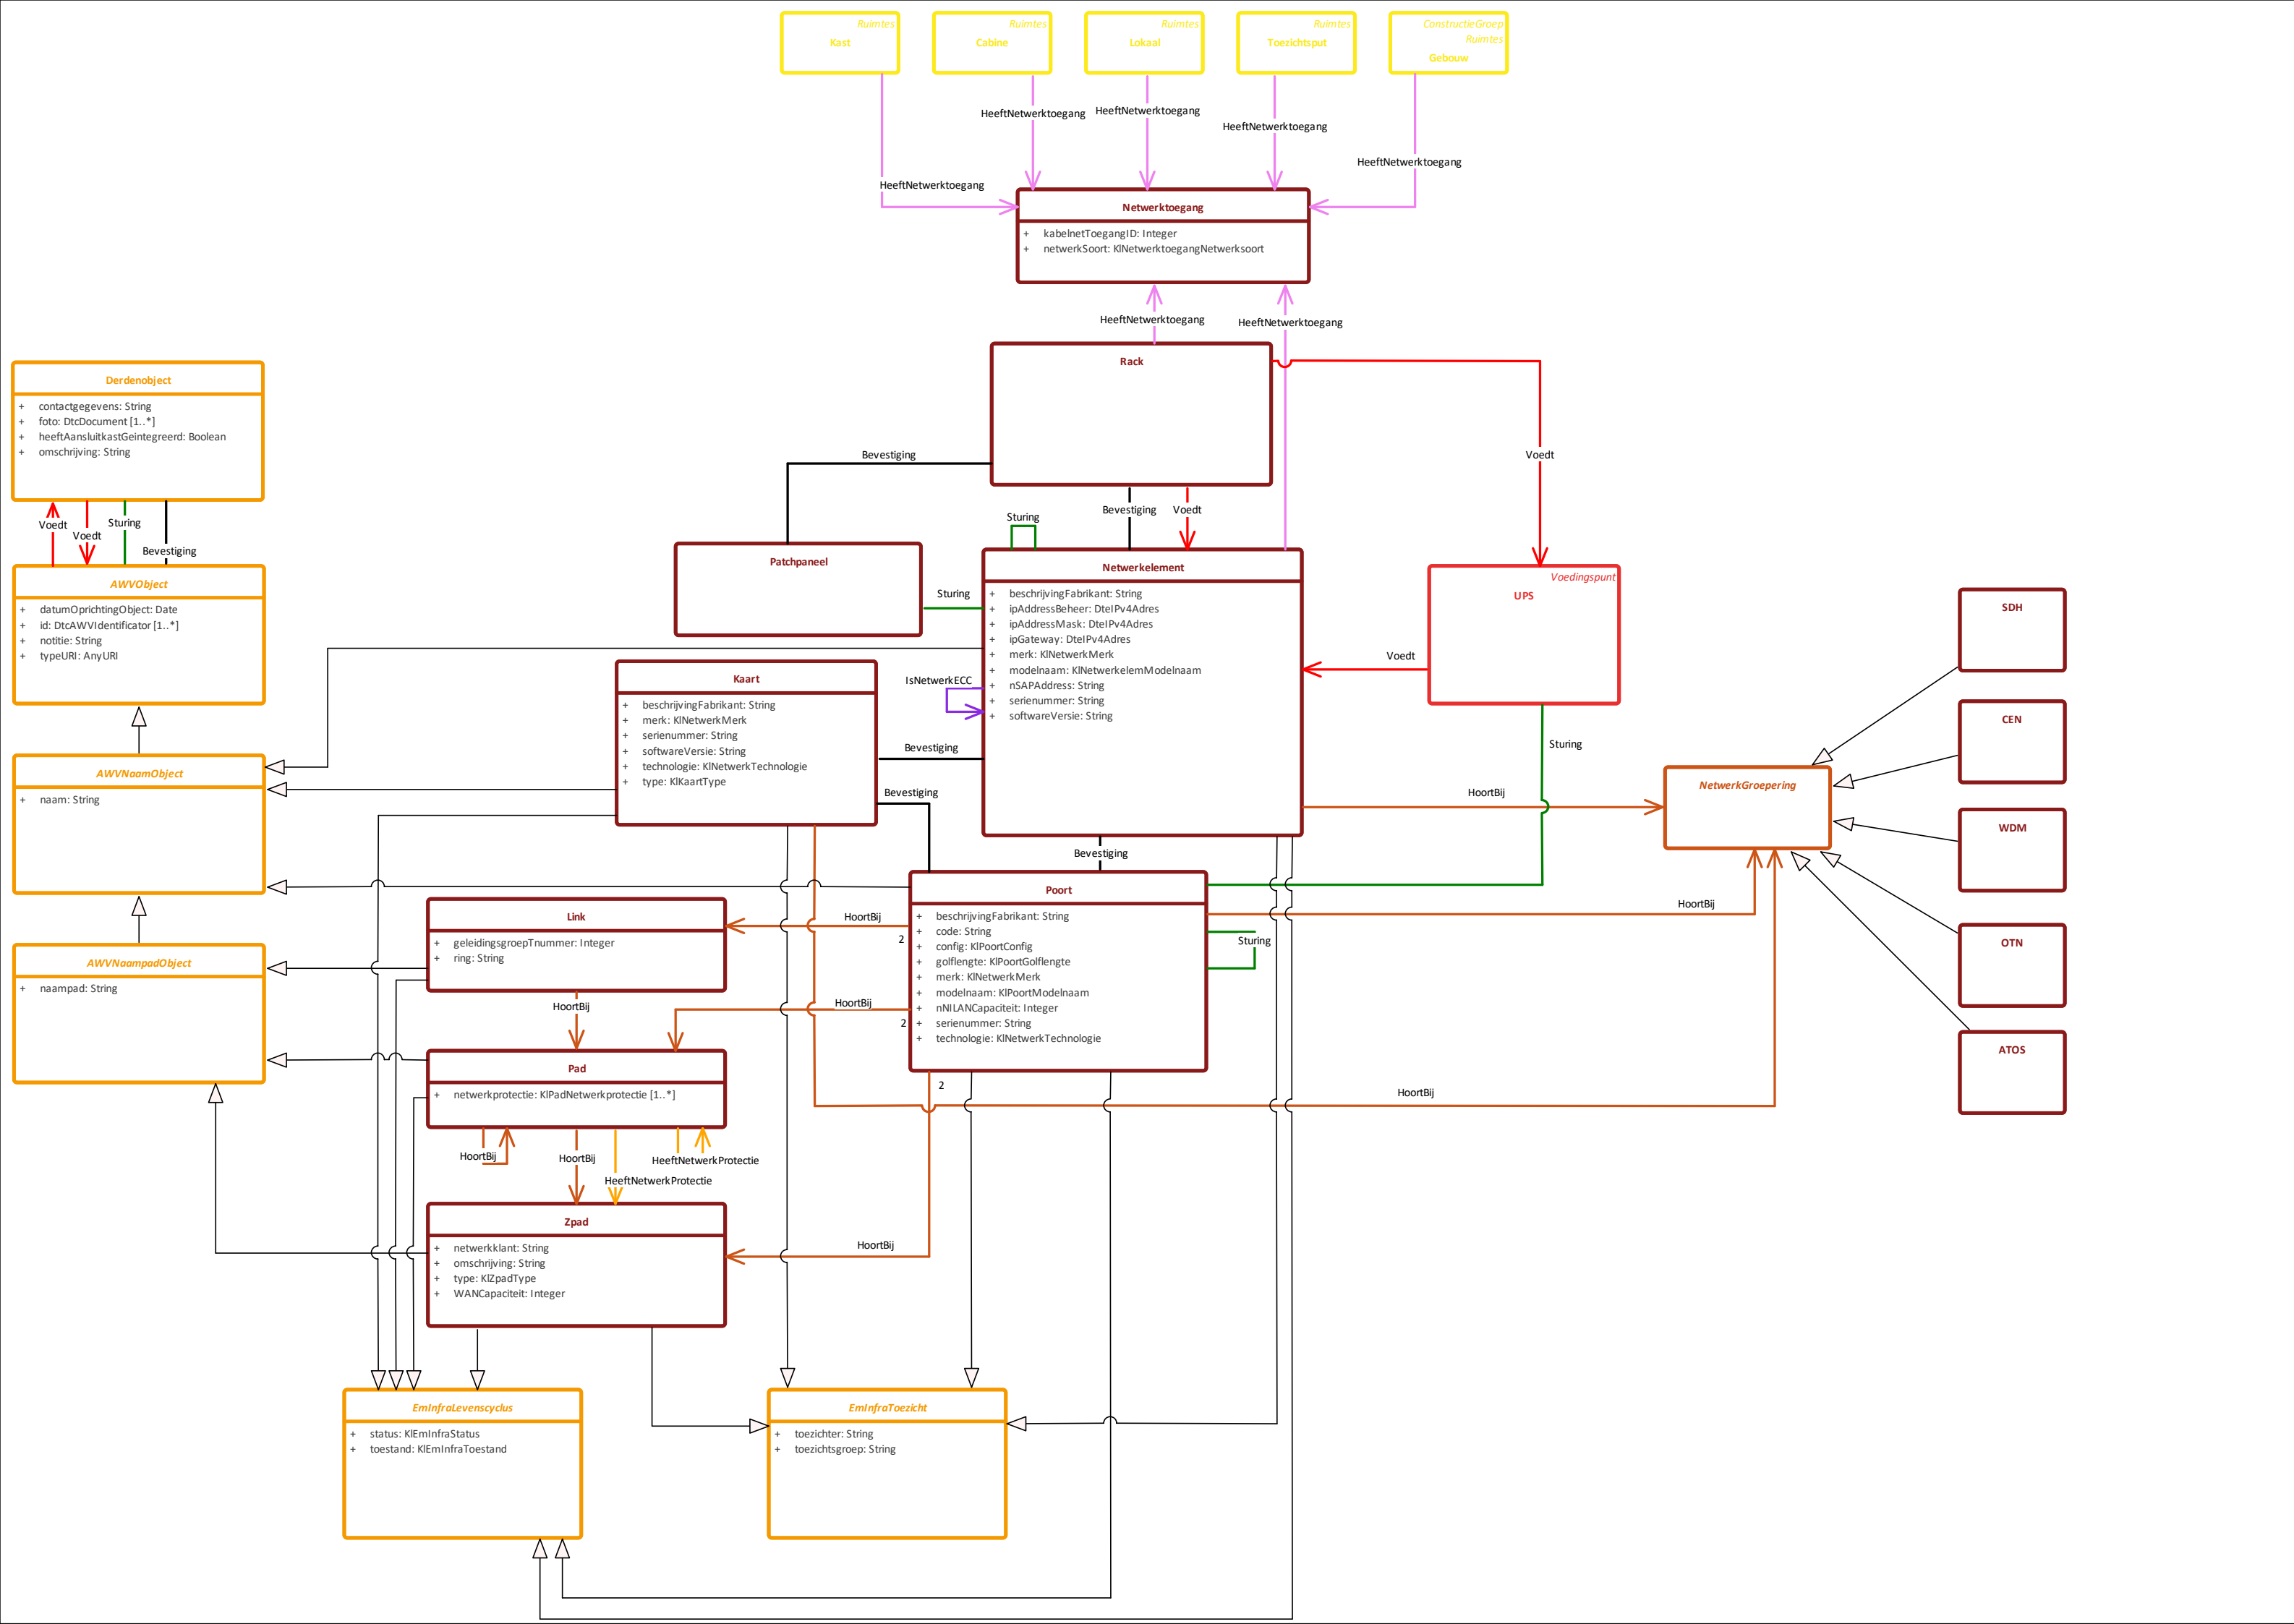 Ruimtes
Kast
Ruimtes
Cabine
Ruimtes
Lokaal
Ruimtes
Toezichtsput
ConstructieGroep
Ruimtes
Gebouw
HeeftNetwerktoegang
HeeftNetwerktoegang
HeeftNetwerktoegang
HeeftNetwerktoegang
HeeftNetwerktoegang
Netwerktoegang
+ kabelnetToegangID: Integer
+ netwerkSoort: KlNetwerktoegangNetwerksoort
HeeftNetwerktoegang
HeeftNetwerktoegang
Rack
Voedt
Bevestiging
Bevestiging
Voedt
Derdenobject
+ contactgegevens: String
+ foto: DtcDocument [1..*]
+ heeftAansluitkastGeintegreerd: Boolean
+ omschrijving: String
Voedt
Voedt
Sturing
Bevestiging
AWVObject
+ datumOprichtingObject: Date
+ id: DtcAWVIdentificator [1..*]
+ notitie: String
+ typeURI: AnyURI
Patchpaneel
Sturing
Sturing
Netwerkelement
+ beschrijvingFabrikant: String
+ ipAddressBeheer: DteIPv4Adres
+ ipAddressMask: DteIPv4Adres
+ ipGateway: DteIPv4Adres
+ merk: KlNetwerkMerk
+ modelnaam: KlNetwerkelemModelnaam
+ nSAPAddress: String
+ serienummer: String
+ softwareVersie: String
IsNetwerkECC
Voedingspunt
UPS
Voedt
Sturing
SDH
CEN
WDM
OTN
ATOS
NetwerkGroepering
HoortBij
Kaart
+ beschrijvingFabrikant: String
+ merk: KlNetwerkMerk
+ serienummer: String
+ softwareVersie: String
+ technologie: KlNetwerkTechnologie
+ type: KlKaartType
Bevestiging
Bevestiging
Bevestiging
AWVNaamObject
+ naam: String
AWVNaampadObject
+ naampad: String
Poort
+ beschrijvingFabrikant: String
+ code: String
+ config: KlPoortConfig
+ golflengte: KlPoortGolflengte
+ merk: KlNetwerkMerk
+ modelnaam: KlPoortModelnaam
+ nNILANCapaciteit: Integer
+ serienummer: String
+ technologie: KlNetwerkTechnologie
HoortBij
Sturing
HoortBij
2
HoortBij
2
2
HoortBij
HoortBij
Link
+ geleidingsgroepTnummer: Integer
+ ring: String
HoortBij
Pad
+ netwerkprotectie: KlPadNetwerkprotectie [1..*]
HoortBij
HoortBij
HeeftNetwerkProtectie
HeeftNetwerkProtectie
Zpad
+ netwerkklant: String
+ omschrijving: String
+ type: KlZpadType
+ WANCapaciteit: Integer
EmInfraLevenscyclus
+ status: KlEmInfraStatus
+ toestand: KlEmInfraToestand
EmInfraToezicht
+ toezichter: String
+ toezichtsgroep: String